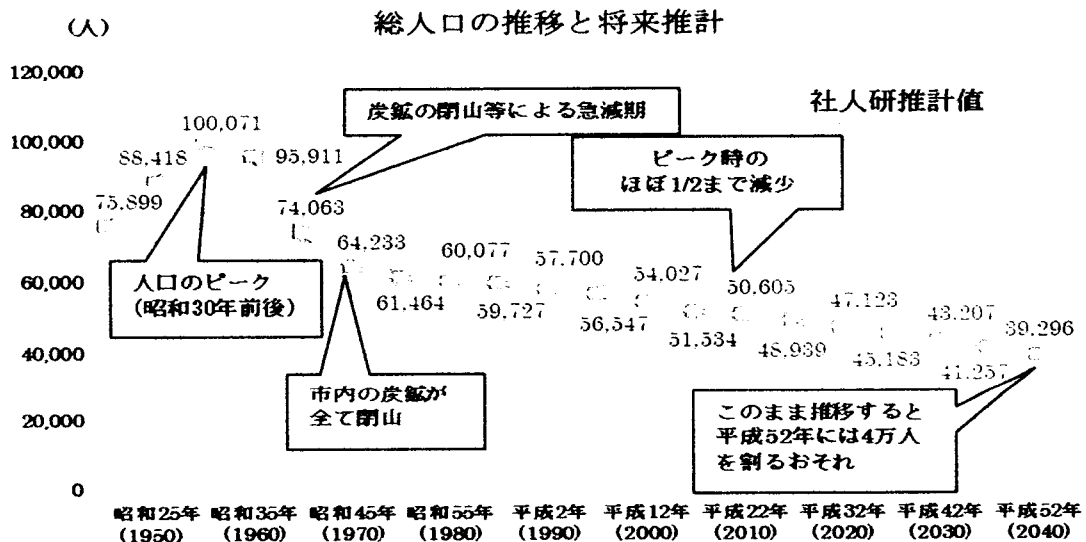 (人)
総人口の推移と将来推計
120,000
100,000
80,000
60,000
40,000
20,000
0
社人研推計値
炭鉱の閉山等による急減期
ピーク時の
ほぼ1/2まで減少
人口のピーク
(昭和30年前後)
市内の炭鉱が
全て閉山
このまま推移すると
平成52年には4万人
を割るおそれ
75,899
88,418
100,071
95,911
74,063
64,233
61,464
60,077
59,727
57,700
56,547
54,027
51,534
50,605
48,939
47,123
45,183
43,207
41,257
39,296
昭和25年
(1950)
昭和35年
(1960)
昭和45年
(1970)
昭和55年
(1980)
平成2年
(1990)
平成12年
(2000)
平成22年
(2010)
平成32年
(2020)
平成42年
(2030)
平成52年
(2040)